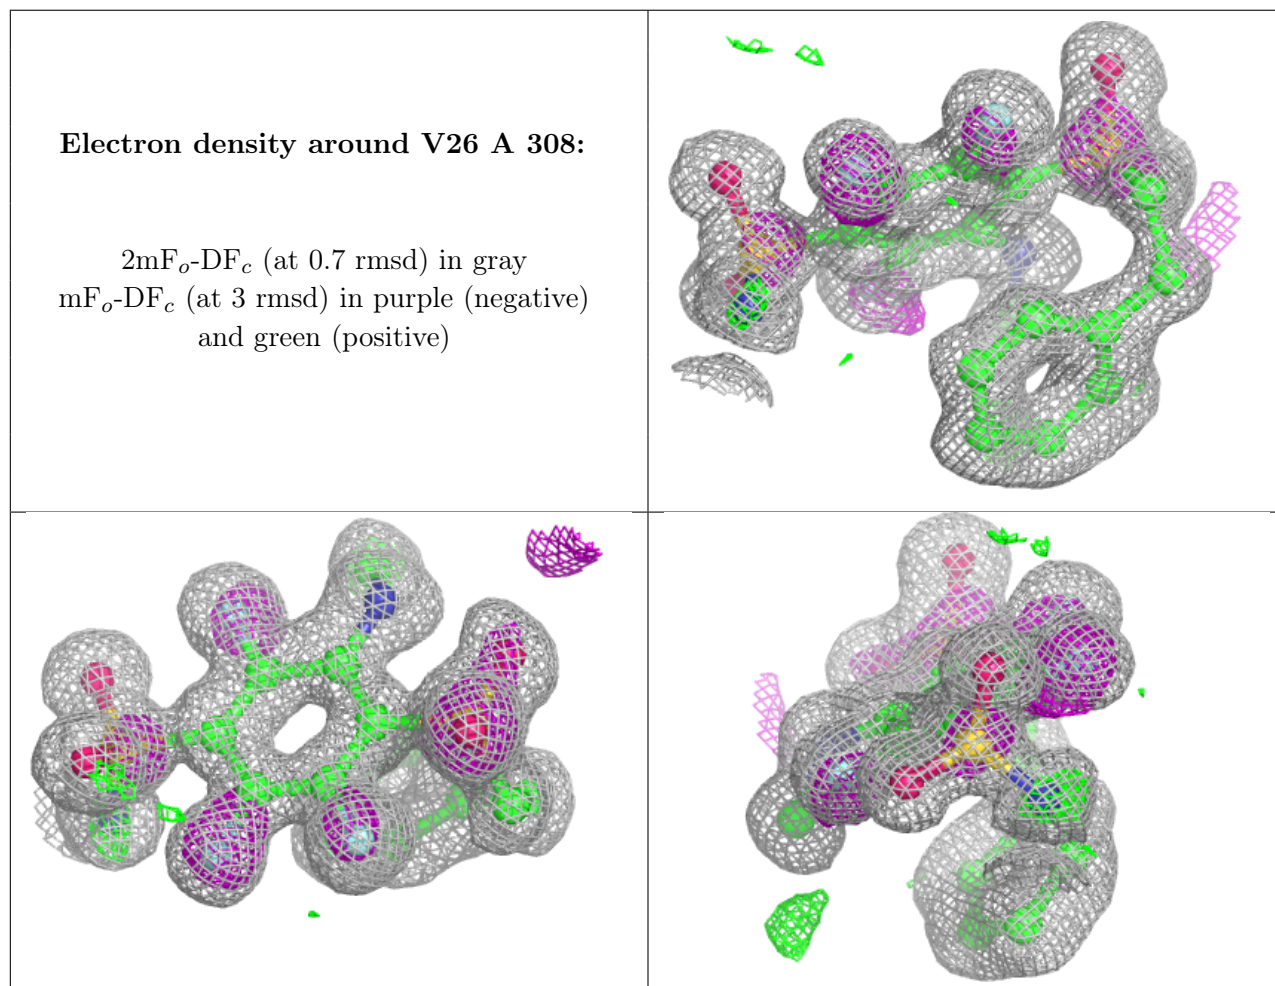 Electron density around V26 A 308:
2mFo-DFc (at 0.7 rmsd) in gray
mFo-DFc (at 3 rmsd) in purple (negative)
and green (positive)